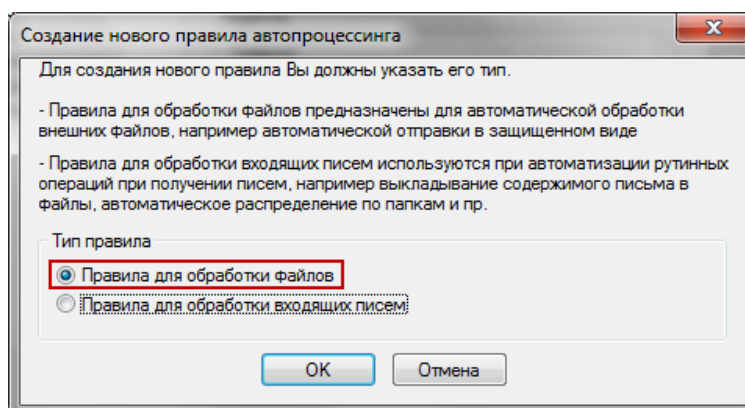 Создание нового правила автопроцессинга
Для создания нового правила Вы должны указать его тип.
- Правила для обработки файлов предназначены для автоматической обработки
внешних файлов, например автоматической отправки в защищенном виде
- Правила для обработки входящих писем используются при автоматизации рутинных
операций при получении писем, например выкладывание содержимого письма в
файлы, автоматическое распределение по папкам и пр.
Тип правила
Правила для обработки файлов
Правила для обработки входящих писем
OK
Отмена